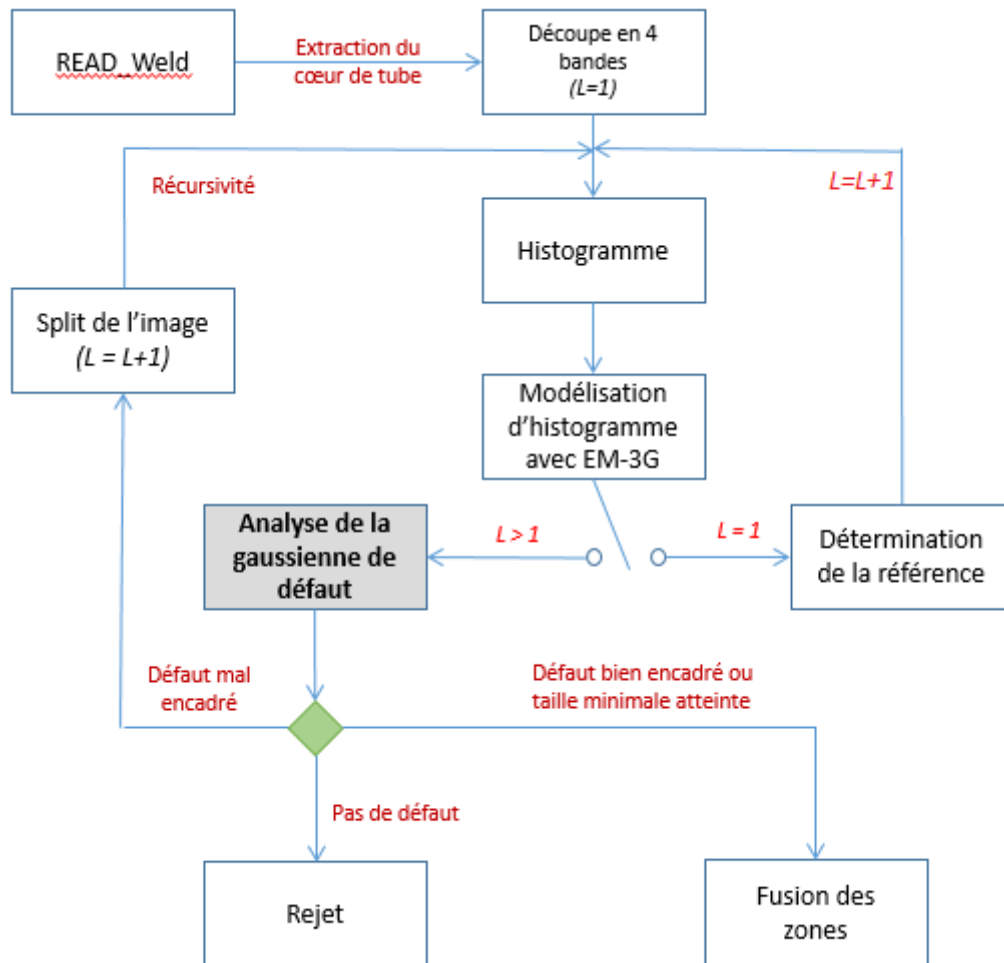 READ_Weld
Extraction du
cœur de tube
Découpe en 4
bandes
(L=1)
Récursivité
L=L+1
Histogramme
Split de l'image
(L = L+1)
Modélisation
d'histogramme
avec EM-3G
Analyse de la
gaussienne de
défaut
L > 1
L = 1
Détermination
de la référence
Défaut mal
encadré
Défaut bien encadré ou
taille minimale atteinte
Pas de défaut
Rejet
Fusion des
zones